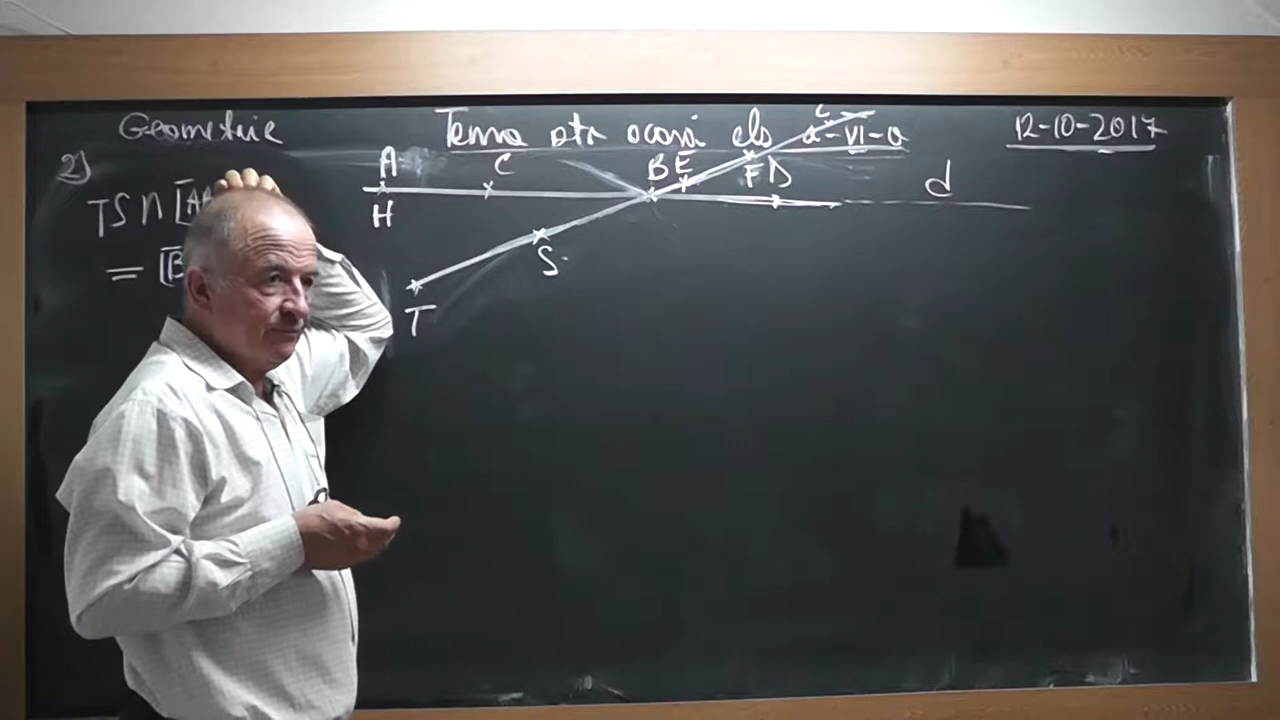 Geometrie Tema ptr acasă cls a-VI-a 12-10-2017
2)
A C B E F D L d
H
TS ∩ [A
= [B
S
T